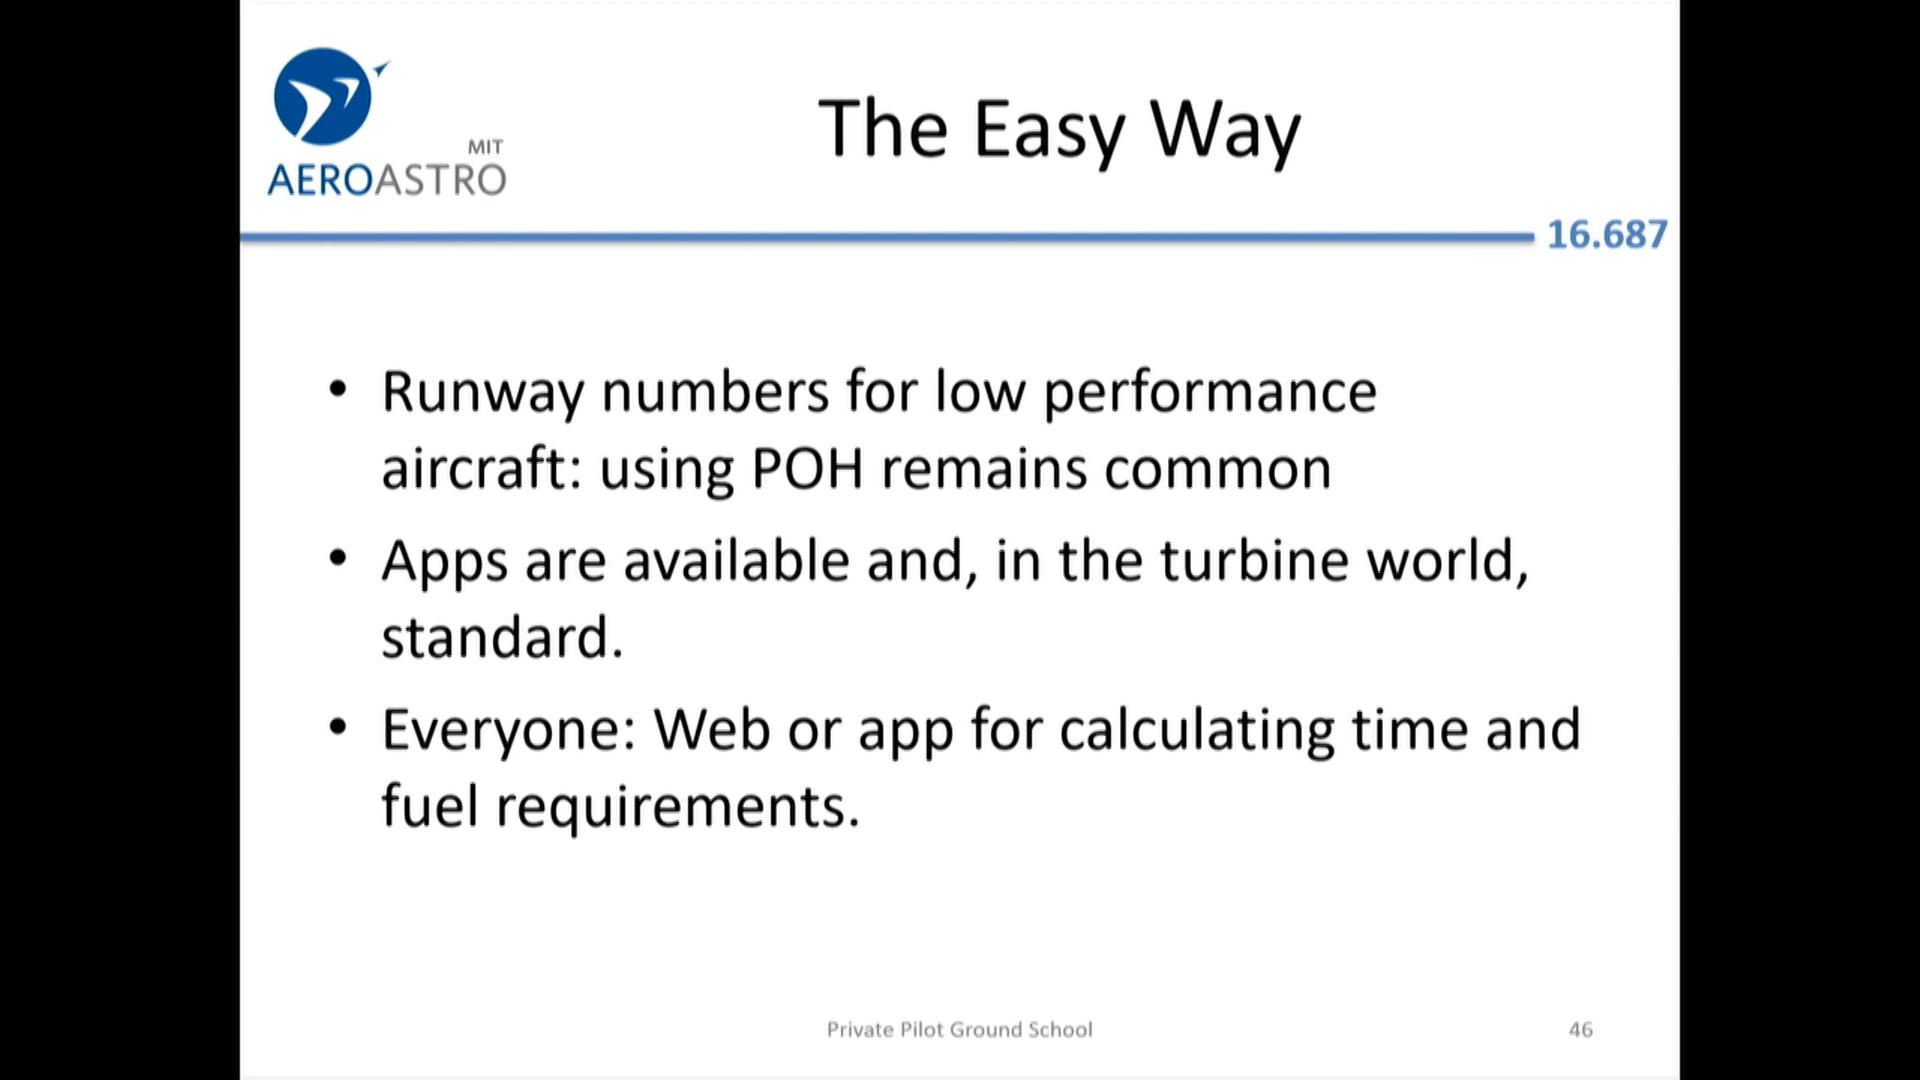 MIT
AEROASTRO
The Easy Way
16.687
• Runway numbers for low performance
aircraft: using POH remains common
• Apps are available and, in the turbine world,
standard.
• Everyone: Web or app for calculating time and
fuel requirements.
Private Pilot Ground School
46